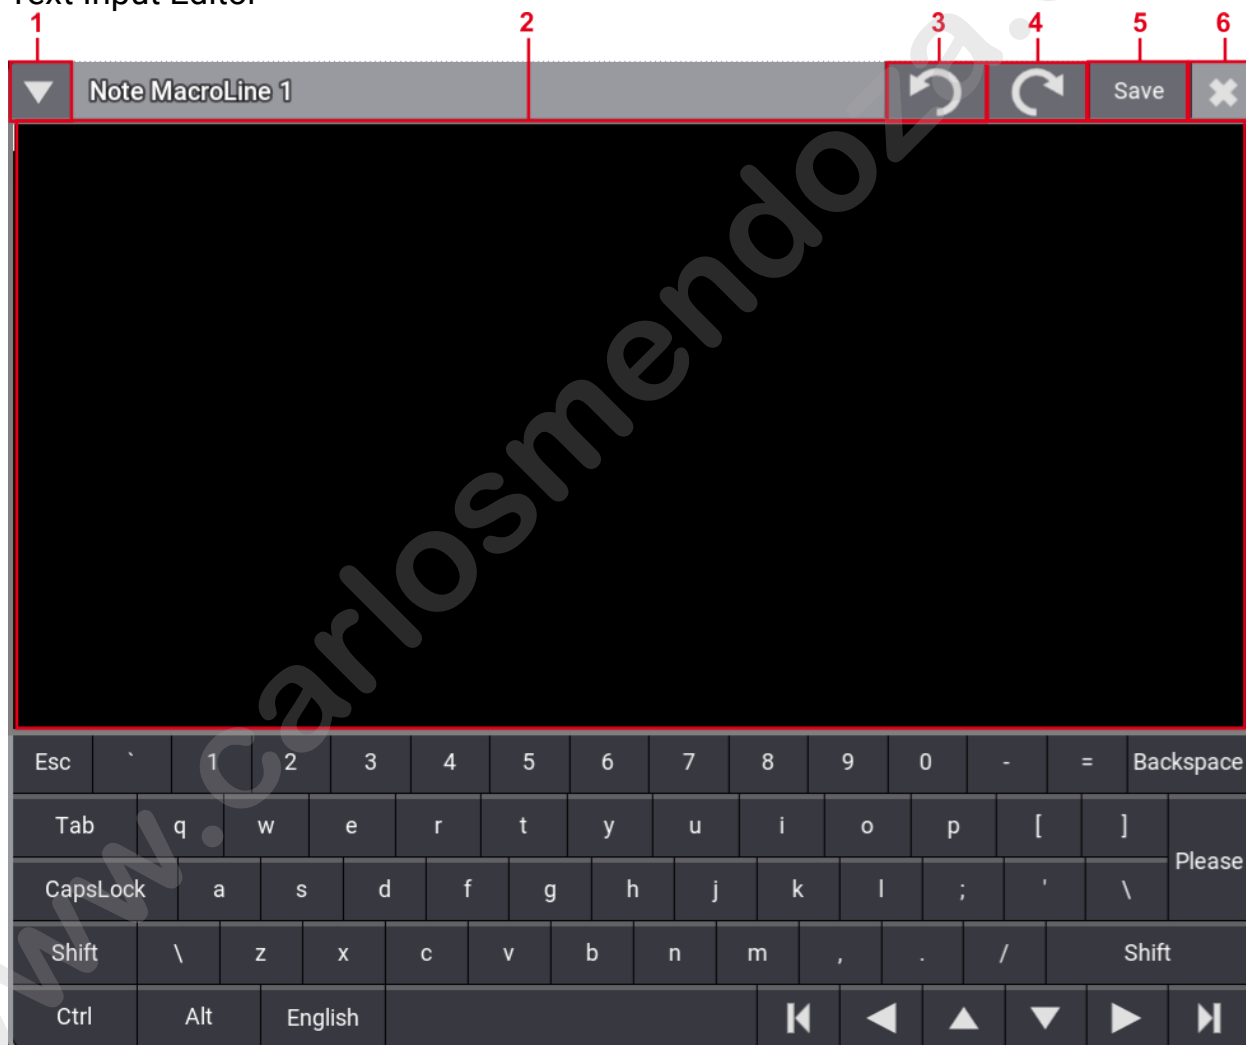 Text Input Editor
1 2 3 4 5 6
Note MacroLine 1 Save
Esc ` 1 2 3 4 5 6 7 8 9 0 - = Backspace
Tab q w e r t y u i o p [ ]
Please
CapsLock a s d f g h j k l ; ' \
Shift \ z x c v b n m , . / Shift
Ctrl Alt English
www.carlosmendoza.